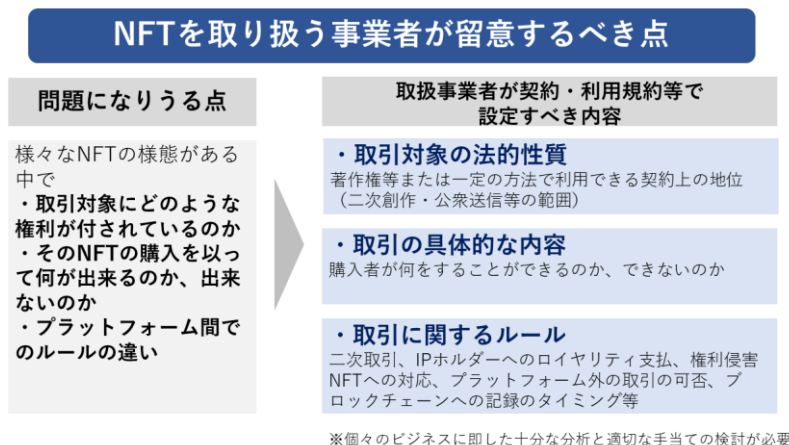 NFTを取り扱う事業者が留意するべき点
問題になりうる点
様々なNFTの様態がある
中で
・取引対象にどのような
権利が付されているのか
・そのNFTの購入を以っ
て何が出来るのか、出来
ないのか
・プラットフォーム間で
のルールの違い
取扱事業者が契約・利用規約等で
設定すべき内容
・取引対象の法的性質
著作権等または一定の方法で利用できる契約上の地位
（二次創作・公衆送信等の範囲）
・取引の具体的な内容
購入者が何をすることができるのか、できないのか
・取引に関するルール
二次取引、IPホルダーへのロイヤリティ支払、権利侵害
NFTへの対応、プラットフォーム外の取引の可否、ブ
ロックチェーンへの記録のタイミング等
※個々のビジネスに即した十分な分析と適切な手当ての検討が必要